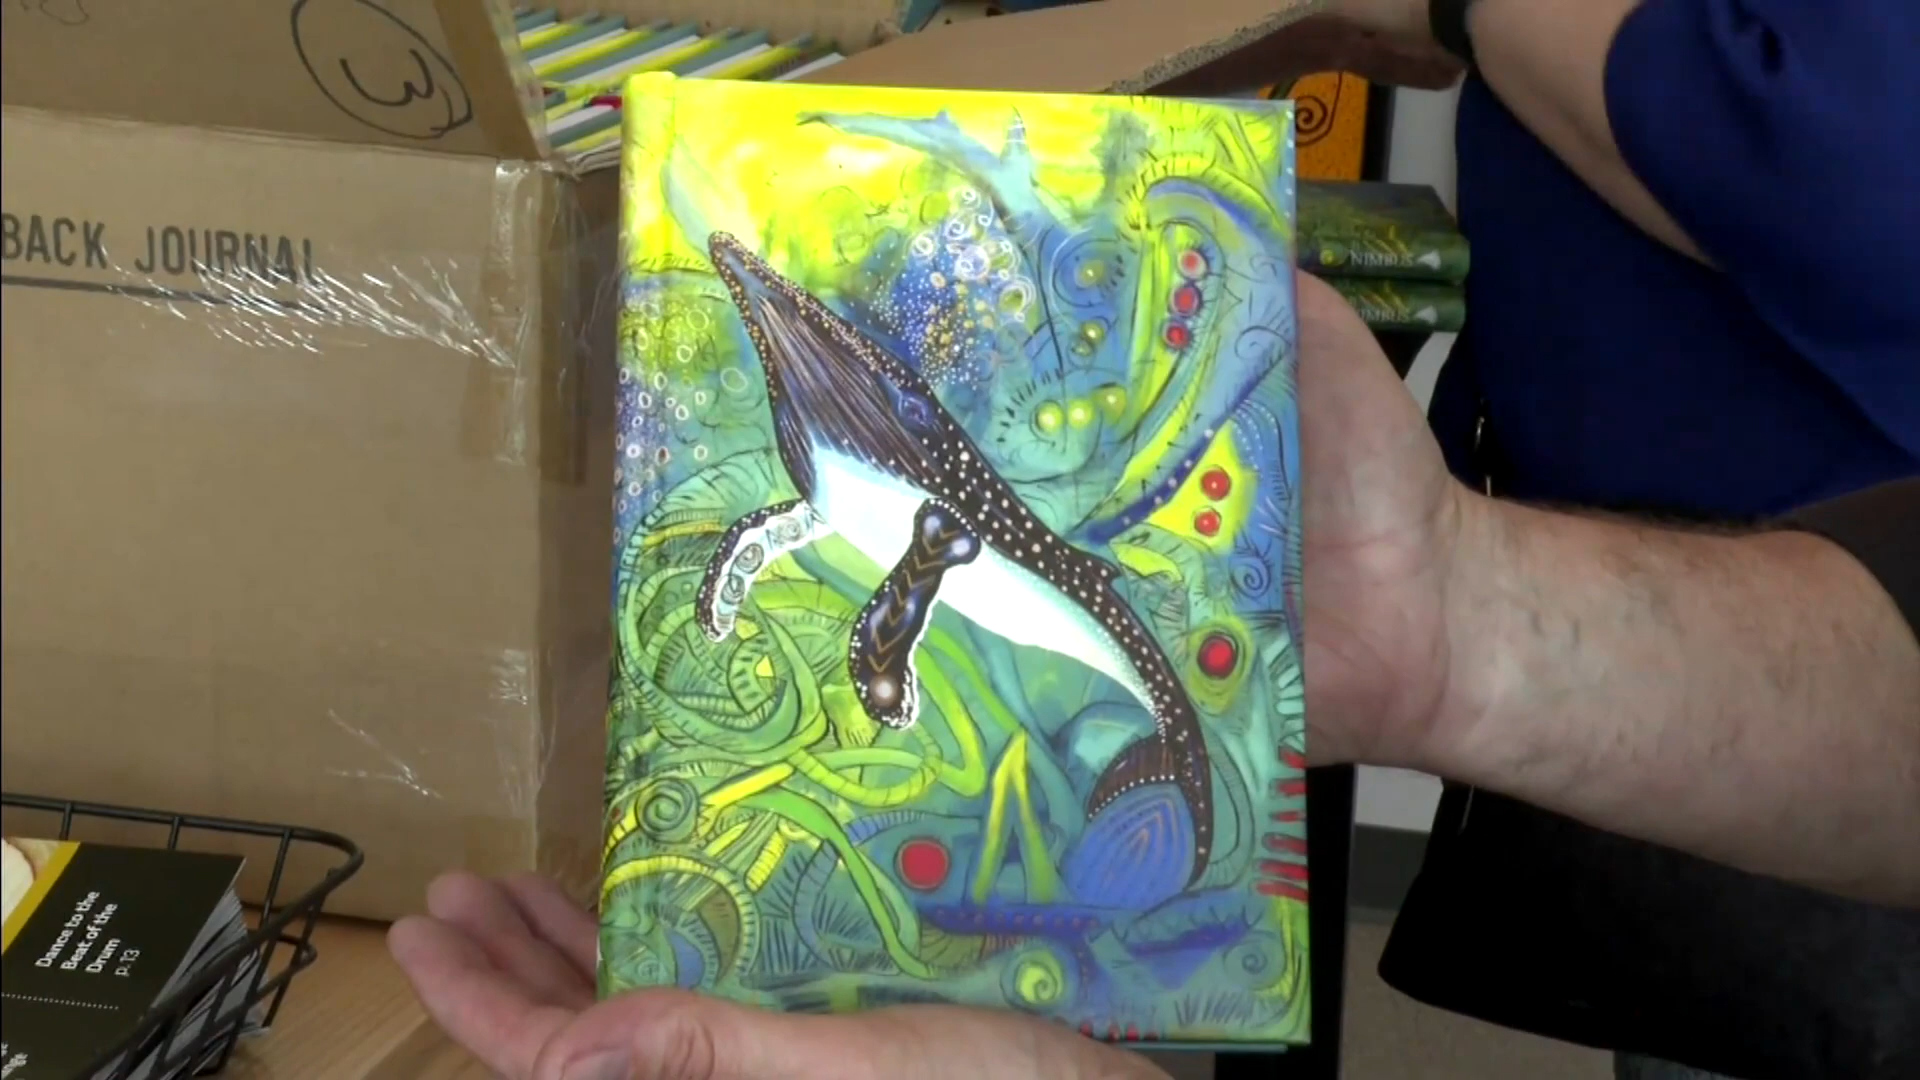 3
BACK JOURNAL
NIMBUS
NIMBUS
Dance to the
Beat of the
Drum
p. 13